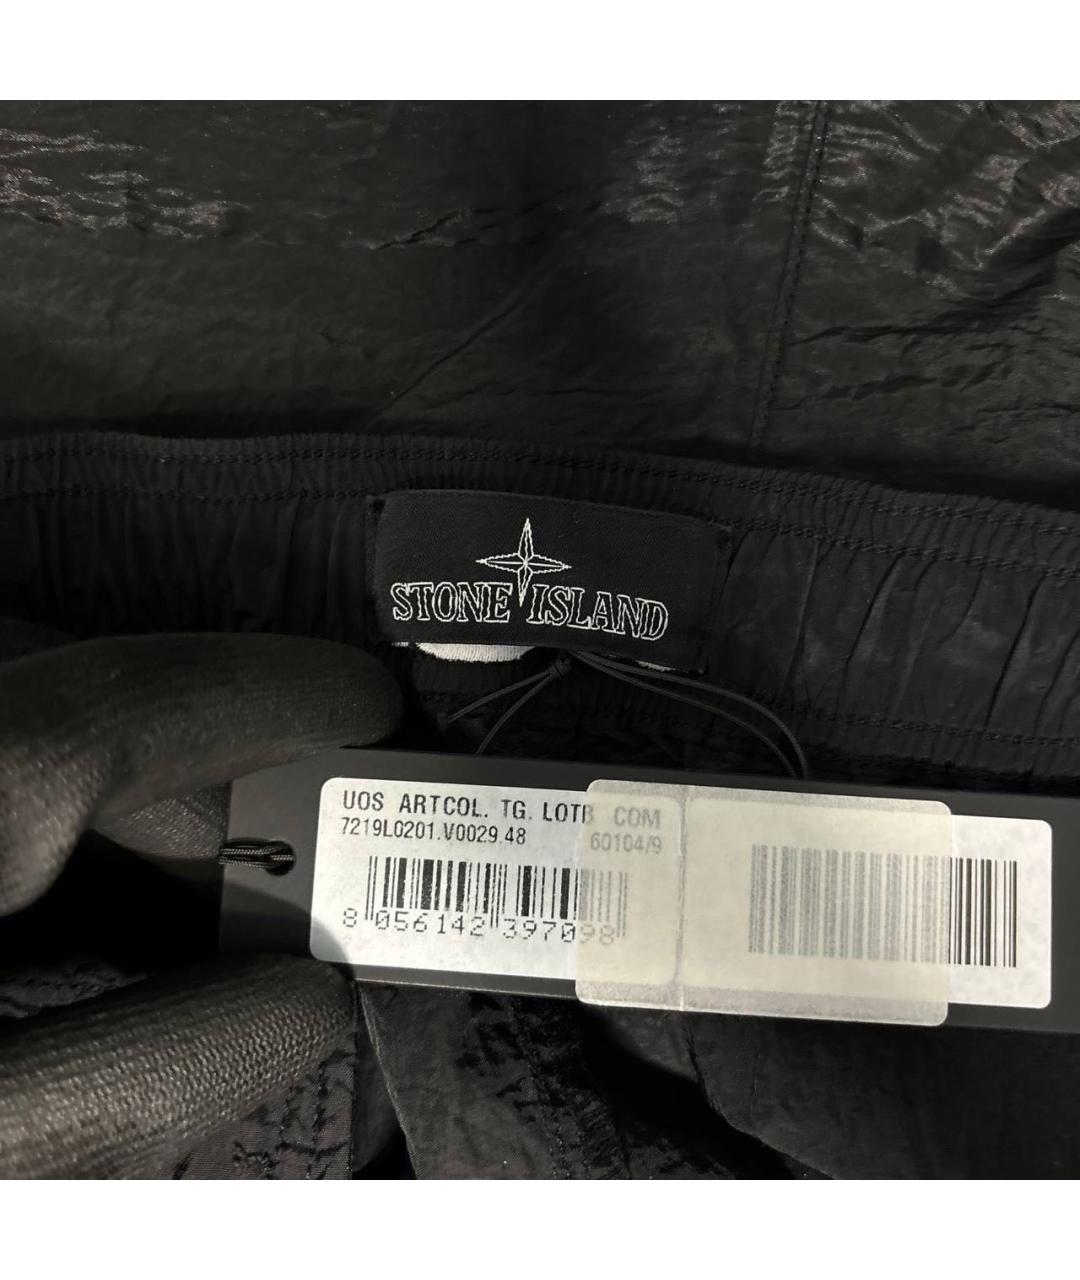 STONE ISLAND
UOS ARTCOL. TG. LOTB COM
7219L0201.V0029.48 60104/9
8 056142 397098